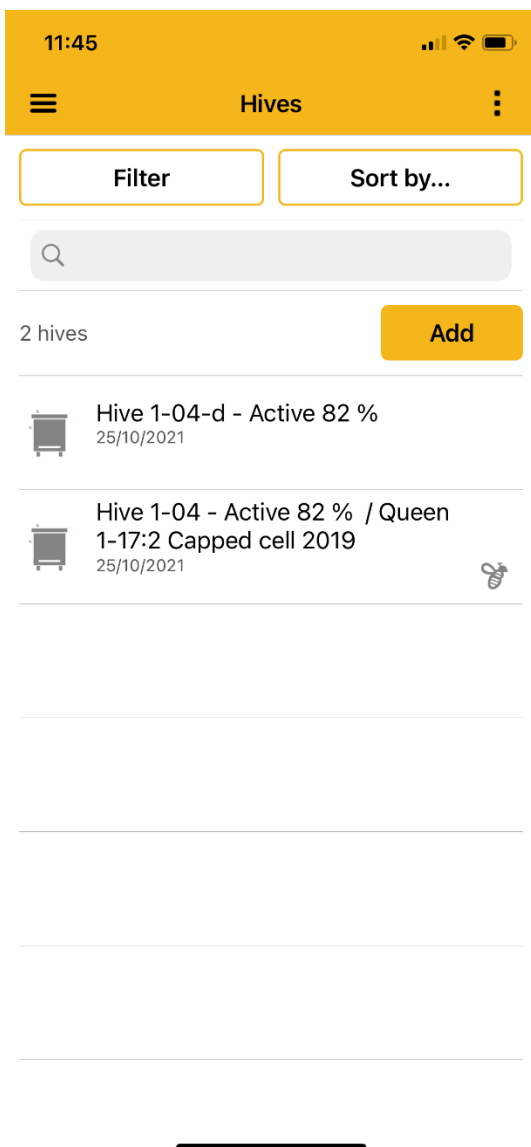 11:45
Hives
Filter
Sort by...
2 hives
Add
Hive 1-04-d - Active 82 %
25/10/2021
Hive 1-04 - Active 82 % / Queen
1-17:2 Capped cell 2019
25/10/2021